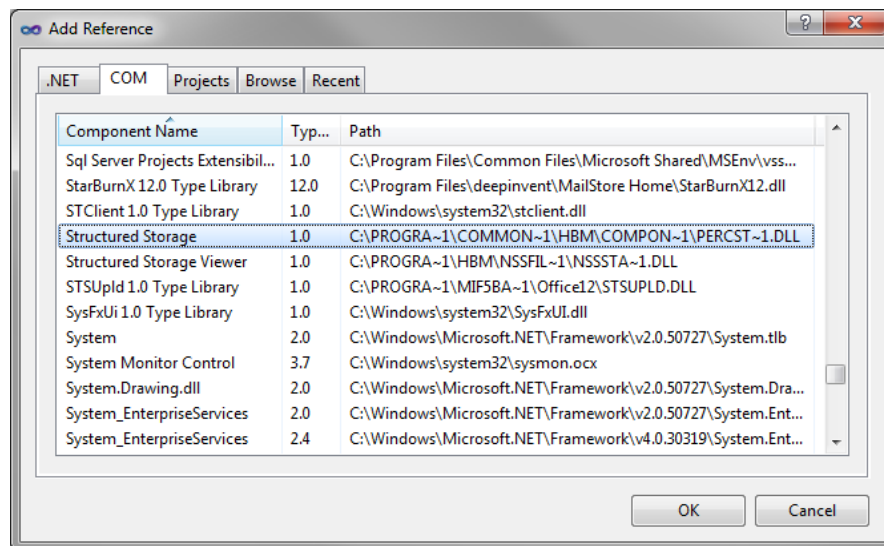 Add Reference
.NET COM Projects Browse Recent
Component Name Typ... Path
Sql Server Projects Extensibil... 1.0 C:\Program Files\Common Files\Microsoft Shared\MSEnv\vss...
StarBurnX 12.0 Type Library 12.0 C:\Program Files\deepinvent\MailStore Home\StarBurnX12.dll
STClient 1.0 Type Library 1.0 C:\Windows\system32\stclient.dll
Structured Storage 1.0 C:\PROGRA~1\COMMON~1\HBM\COMPON~1\PERCST~1.DLL
Structured Storage Viewer 1.0 C:\PROGRA~1\HBM\NSSFIL~1\NSSSTA~1.DLL
STSUpld 1.0 Type Library 1.0 C:\PROGRA~1\MIF5BA~1\Office12\STSUPLD.DLL
SysFxUi 1.0 Type Library 1.0 C:\Windows\system32\SysFxUI.dll
System 2.0 C:\Windows\Microsoft.NET\Framework\v2.0.50727\System.tlb
System Monitor Control 3.7 C:\Windows\system32\sysmon.ocx
System.Drawing.dll 2.0 C:\Windows\Microsoft.NET\Framework\v2.0.50727\System.Dra...
System_EnterpriseServices 2.0 C:\Windows\Microsoft.NET\Framework\v2.0.50727\System.Ent...
System_EnterpriseServices 2.4 C:\Windows\Microsoft.NET\Framework\v4.0.30319\System.Ent...
OK Cancel